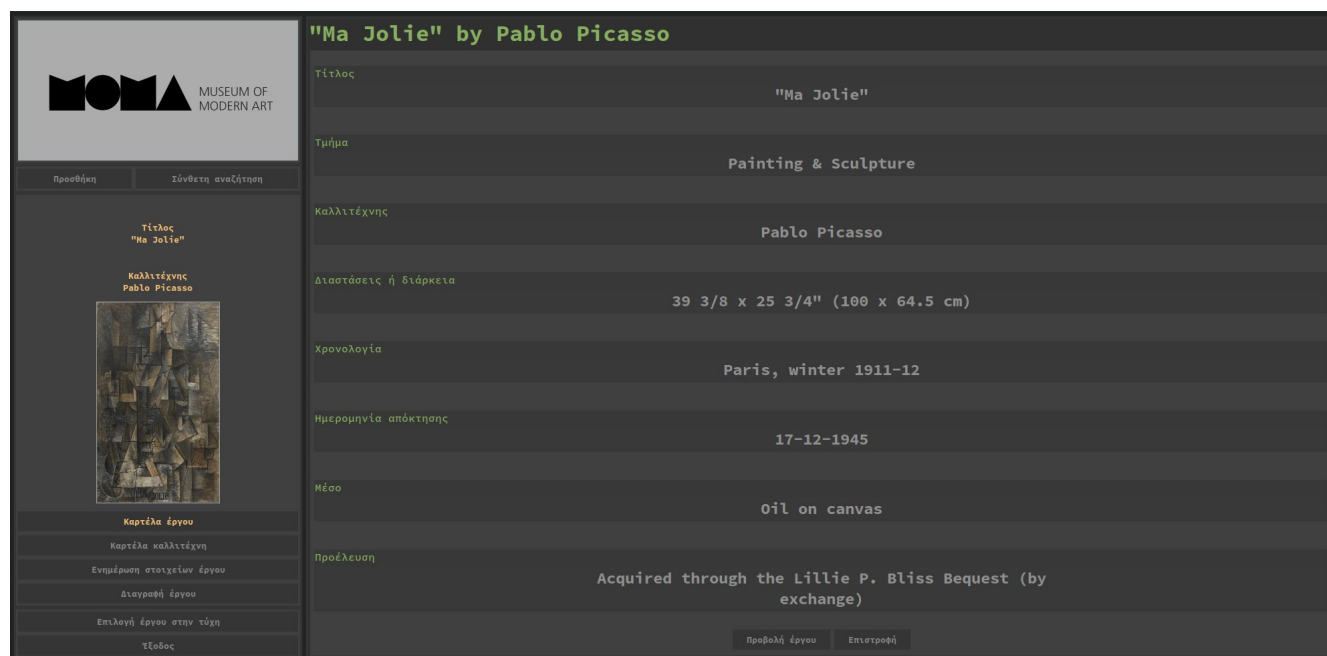 MOMA MUSEUM OF
MODERN ART
Προσθήκη
Σύνθετη αναζήτηση
Τίτλος
"Ma Jolie"
Καλλιτέχνης
Pablo Picasso
Καρτέλα έργου
Καρτέλα καλλιτέχνη
Ενημέρωση στοιχείων έργου
Διαγραφή έργου
Επιλογή έργου στην τύχη
Έξοδος
"Ma Jolie" by Pablo Picasso
Τίτλος
"Ma Jolie"
Τμήμα
Painting & Sculpture
Καλλιτέχνης
Pablo Picasso
Διαστάσεις ή διάρκεια
39 3/8 x 25 3/4" (100 x 64.5 cm)
Χρονολογία
Paris, winter 1911-12
Ημερομηνία απόκτησης
17-12-1945
Μέσο
Oil on canvas
Προέλευση
Acquired through the Lillie P. Bliss Bequest (by
exchange)
Προβολή έργου
Επιστροφή